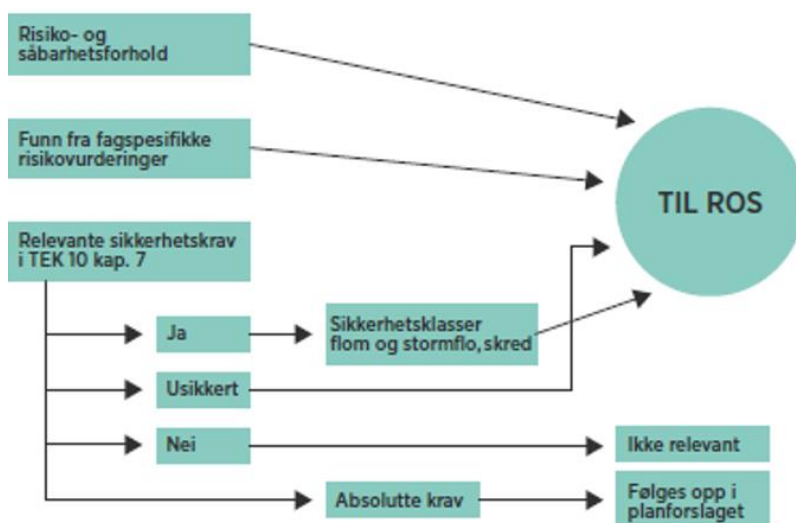 Risiko- og
såbarhetsforhold
Funn fra fagspesifikke
risikovurderinger
TIL ROS
Relevante sikkerhetskrav
i TEK 10 kap. 7
Ja
Sikkerhetsklasser
flom og stormflo, skred
Usikkert
Nei
Ikke relevant
Absolutte krav
Følges opp i
planforslaget